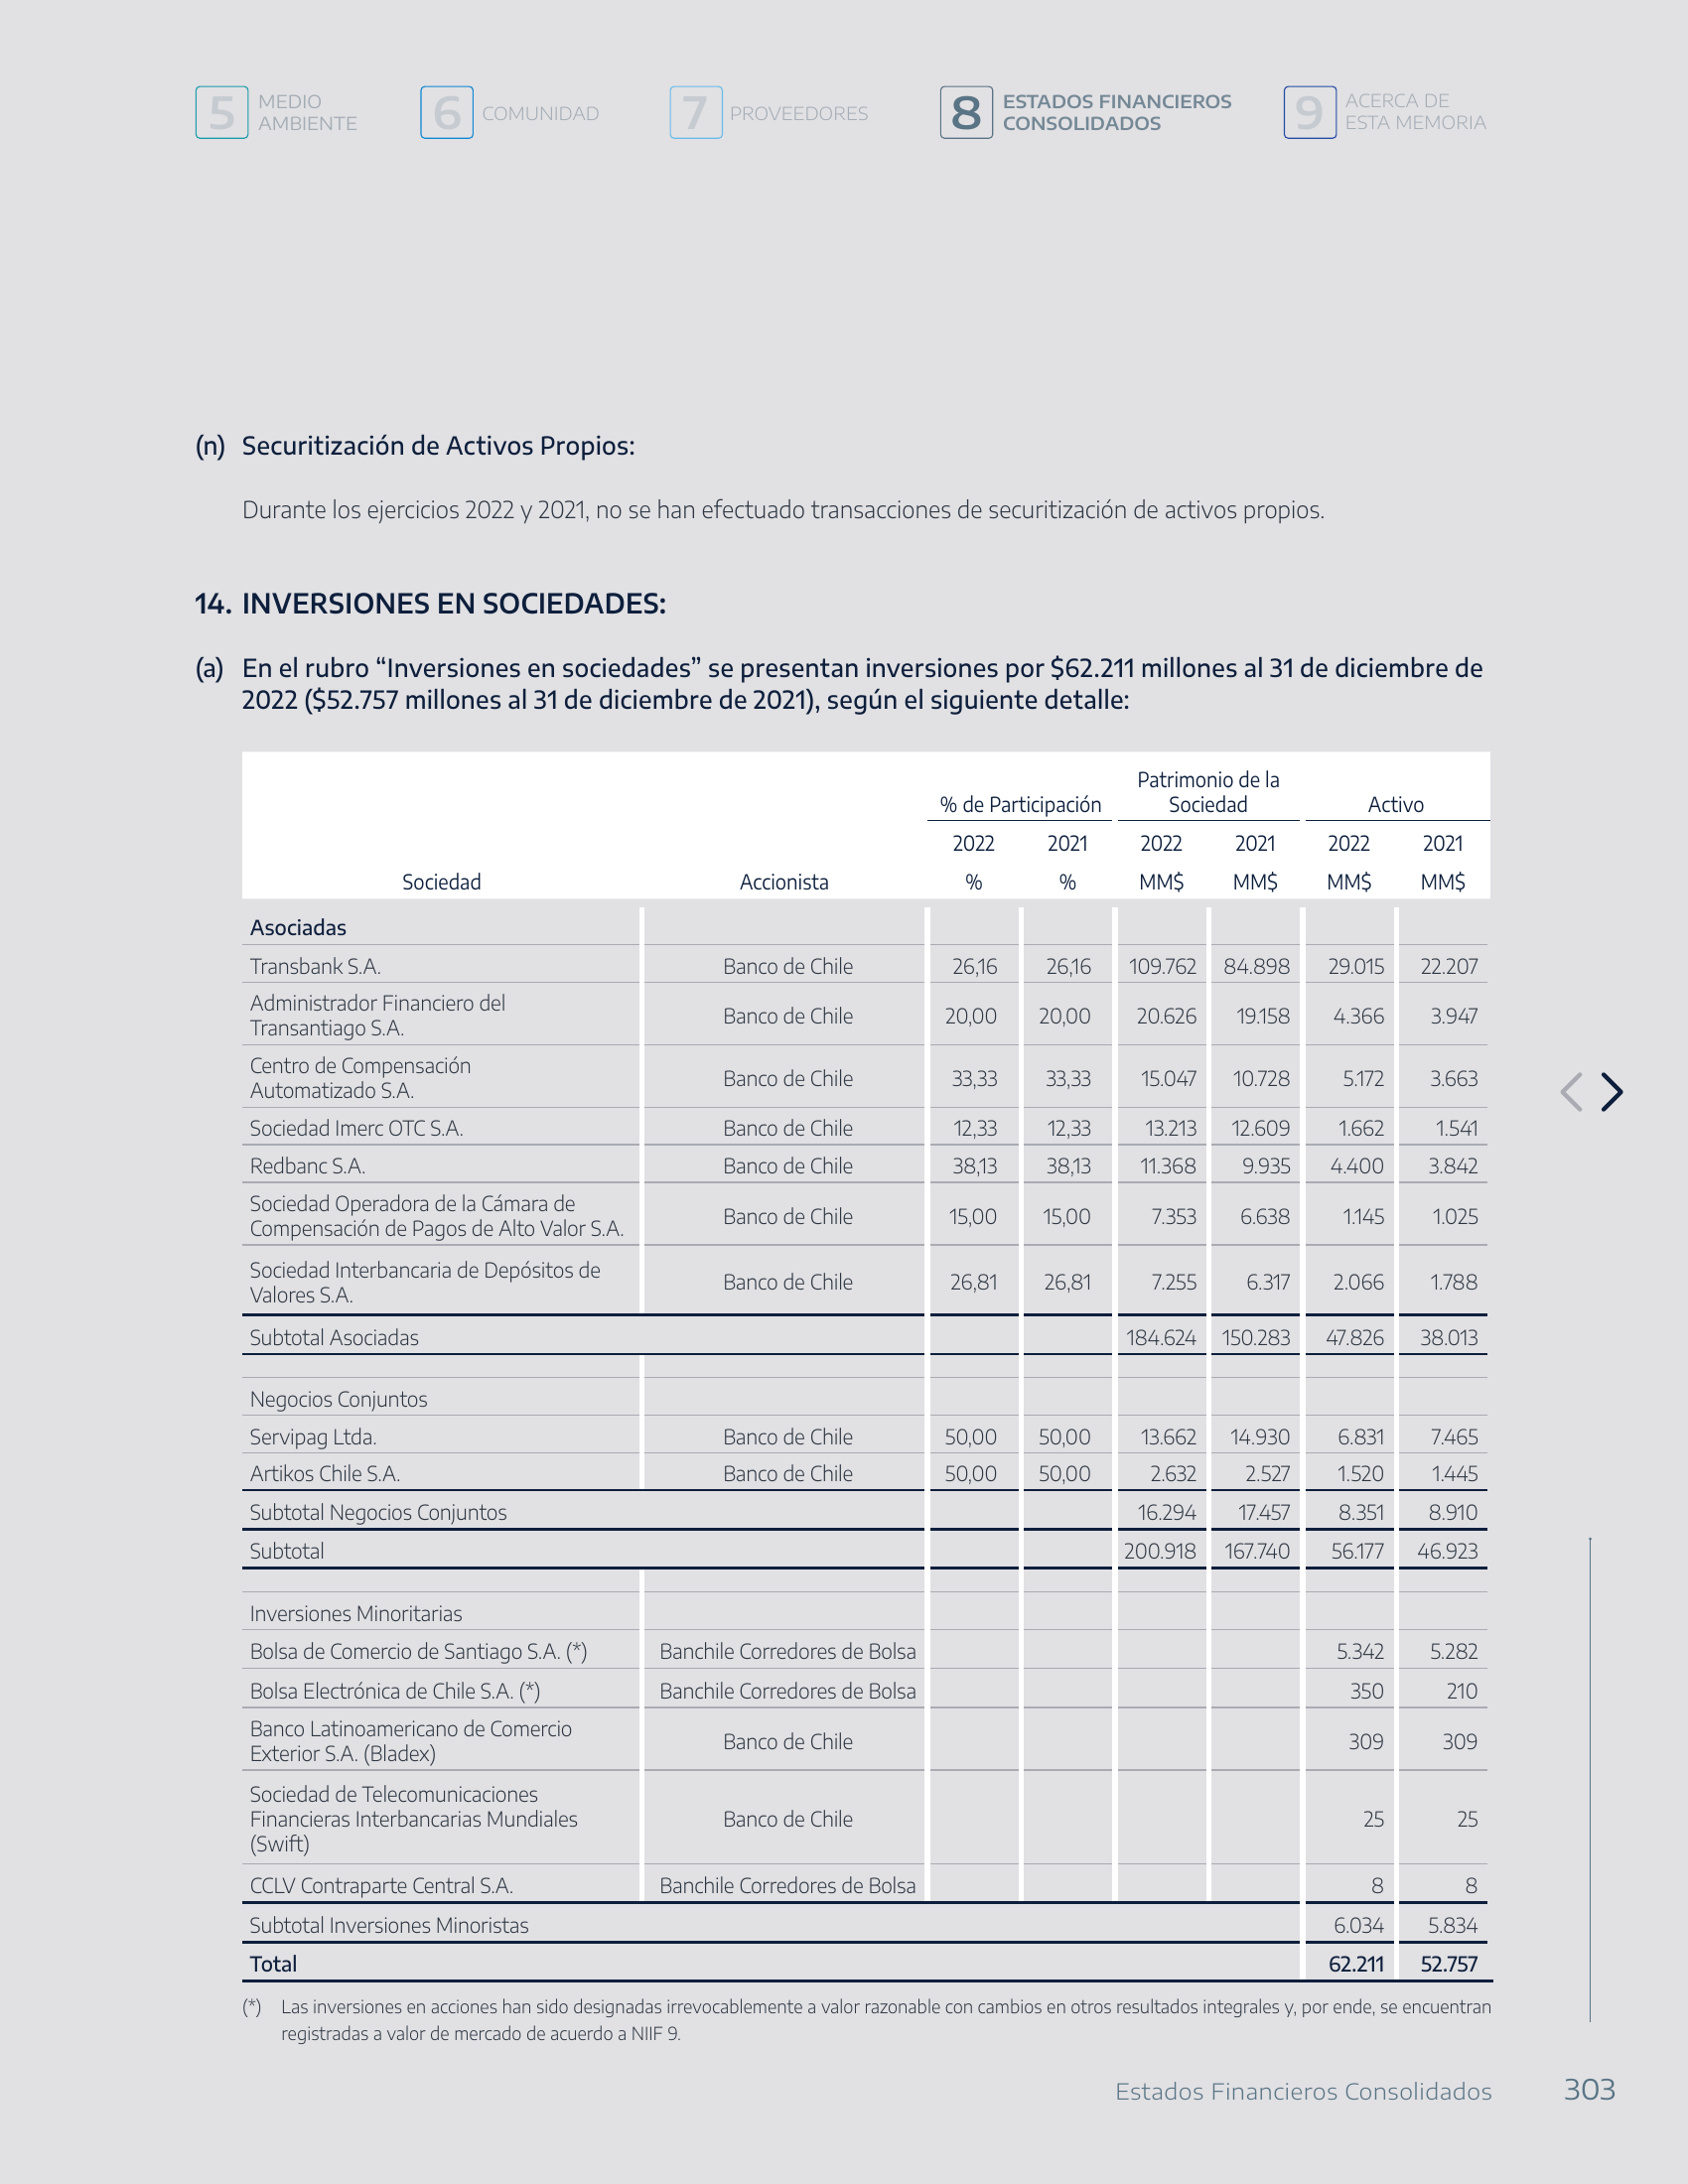 5 MEDIO AMBIENTE
6 COMUNIDAD
7 PROVEEDORES
8 ESTADOS FINANCIEROS CONSOLIDADOS
9 ACERCA DE ESTA MEMORIA
(n) Securitización de Activos Propios:
Durante los ejercicios 2022 y 2021, no se han efectuado transacciones de securitización de activos propios.
14. INVERSIONES EN SOCIEDADES:
(a) En el rubro “Inversiones en sociedades” se presentan inversiones por $62.211 millones al 31 de diciembre de
2022 ($52.757 millones al 31 de diciembre de 2021), según el siguiente detalle:
Patrimonio de la
% de Participación Sociedad Activo
2022 2021 2022 2021 2022 2021
Sociedad Accionista % % MM$ MM$ MM$ MM$
Asociadas
Transbank S.A. Banco de Chile 26,16 26,16 109.762 84.898 29.015 22.207
Administrador Financiero del
Transantiago S.A. Banco de Chile 20,00 20,00 20.626 19.158 4.366 3.947
Centro de Compensación
Automatizado S.A. Banco de Chile 33,33 33,33 15.047 10.728 5.172 3.663
Sociedad Imerc OTC S.A. Banco de Chile 12,33 12,33 13.213 12.609 1.662 1.541
Redbanc S.A. Banco de Chile 38,13 38,13 11.368 9.935 4.400 3.842
Sociedad Operadora de la Cámara de
Compensación de Pagos de Alto Valor S.A. Banco de Chile 15,00 15,00 7.353 6.638 1.145 1.025
Sociedad Interbancaria de Depósitos de
Valores S.A. Banco de Chile 26,81 26,81 7.255 6.317 2.066 1.788
Subtotal Asociadas 184.624 150.283 47.826 38.013
Negocios Conjuntos
Servipag Ltda. Banco de Chile 50,00 50,00 13.662 14.930 6.831 7.465
Artikos Chile S.A. Banco de Chile 50,00 50,00 2.632 2.527 1.520 1.445
Subtotal Negocios Conjuntos 16.294 17.457 8.351 8.910
Subtotal 200.918 167.740 56.177 46.923
Inversiones Minoritarias
Bolsa de Comercio de Santiago S.A. (*) Banchile Corredores de Bolsa 5.342 5.282
Bolsa Electrónica de Chile S.A. (*) Banchile Corredores de Bolsa 350 210
Banco Latinoamericano de Comercio
Exterior S.A. (Bladex) Banco de Chile 309 309
Sociedad de Telecomunicaciones
Financieras Interbancarias Mundiales
(Swift) Banco de Chile 25 25
CCLV Contraparte Central S.A. Banchile Corredores de Bolsa 8 8
Subtotal Inversiones Minoristas 6.034 5.834
Total 62.211 52.757
(*) Las inversiones en acciones han sido designadas irrevocablemente a valor razonable con cambios en otros resultados integrales y, por ende, se encuentran
registradas a valor de mercado de acuerdo a NIIF 9.
Estados Financieros Consolidados 303